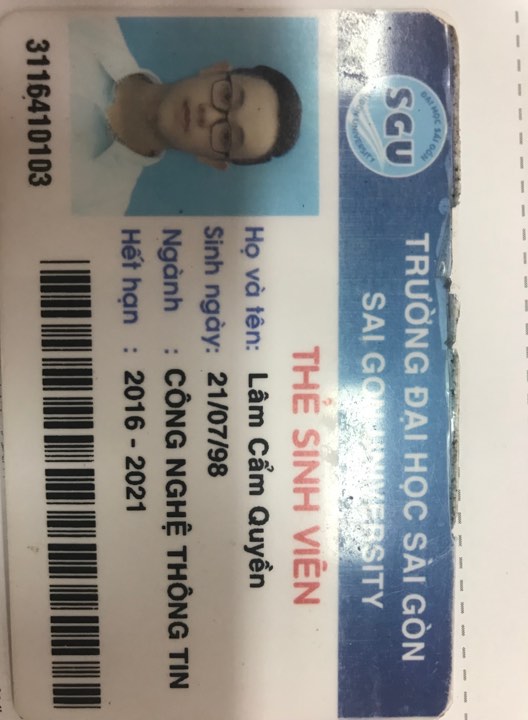 ĐẠI HỌC SÀI GÒN
SGU
SAIGON UNIVERSITY
TRƯỜNG ĐẠI HỌC SÀI GÒN
SAI GON UNIVERSITY
THẺ SINH VIÊN
Họ và tên: Lâm Cẩm Quyền
Sinh ngày: 21/07/98
Ngành : CÔNG NGHỆ THÔNG TIN
Hết hạn : 2016 - 2021
3116410103